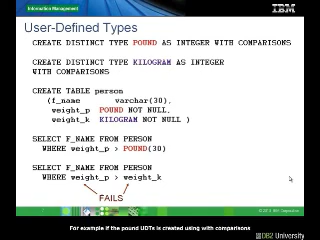 Information Management
IBM
User-Defined Types
CREATE DISTINCT TYPE POUND AS INTEGER WITH COMPARISONS
CREATE DISTINCT TYPE KILOGRAM AS INTEGER
WITH COMPARISONS
CREATE TABLE person
(f_name varchar(30),
weight_p POUND NOT NULL,
weight_k KILOGRAM NOT NULL )
SELECT F_NAME FROM PERSON
WHERE weight_p > POUND(30)
SELECT F_NAME FROM PERSON
WHERE weight_p > weight_k
FAILS
For example if the pound UDTs is created using with comparisons
DB2 University